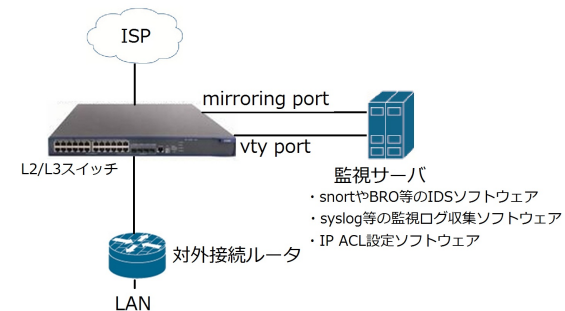 ISP
mirroring port
vty port
L2/L3スイッチ
監視サーバ
・snortやBRO等のIDSソフトウェア
・syslog等の監視ログ収集ソフトウェア
・IP ACL設定ソフトウェア
対外接続ルータ
LAN